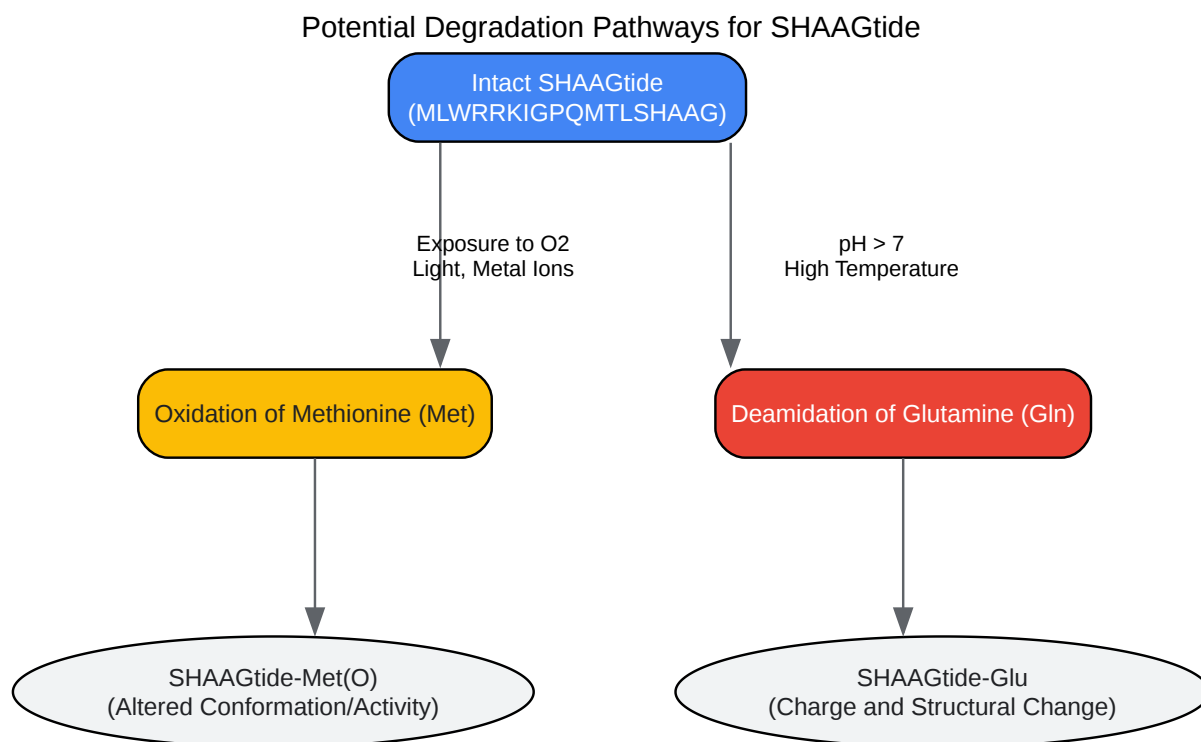 Potential Degradation Pathways for SHAAGtide
Intact SHAAGtide
(MLWRRKIGPQMTLSHAAG)
Exposure to O2
Light, Metal Ions
pH > 7
High Temperature
Oxidation of Methionine (Met)
Deamidation of Glutamine (Gln)
SHAAGtide-Met(O)
(Altered Conformation/Activity)
SHAAGtide-Glu
(Charge and Structural Change)